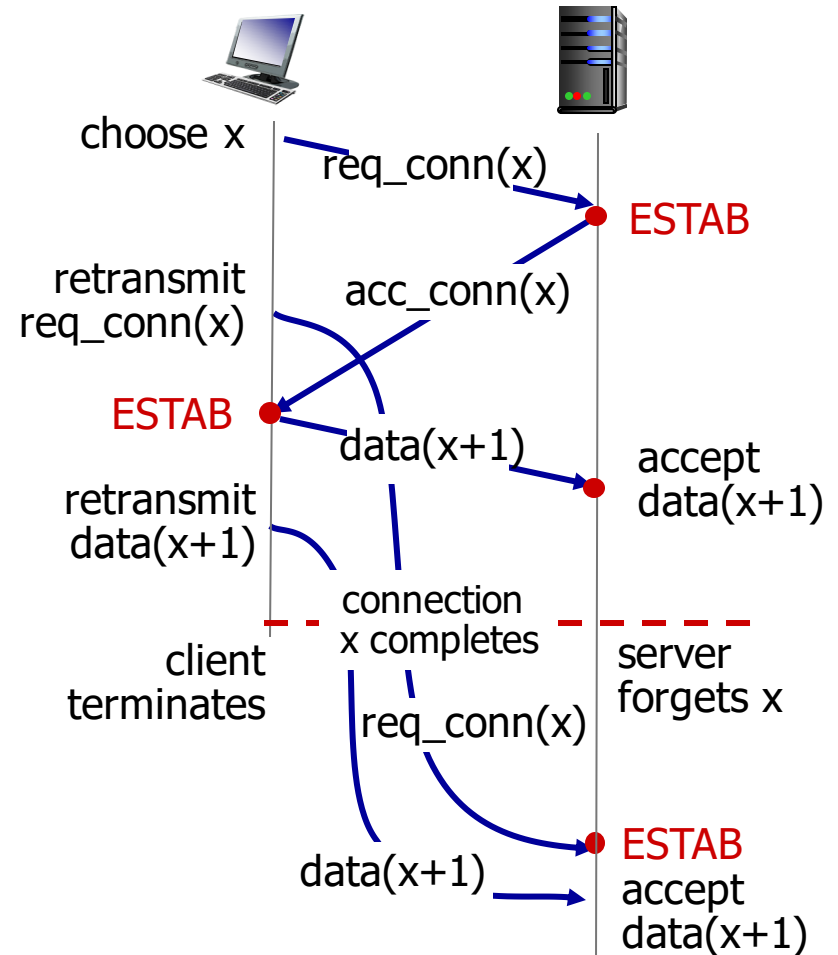 choose x
req_conn(x)
ESTAB
retransmit
req_conn(x)
acc_conn(x)
ESTAB
data(x+1)
accept
data(x+1)
retransmit
data(x+1)
connection
x completes
client
terminates
server
forgets x
req_conn(x)
data(x+1)
ESTAB
accept
data(x+1)